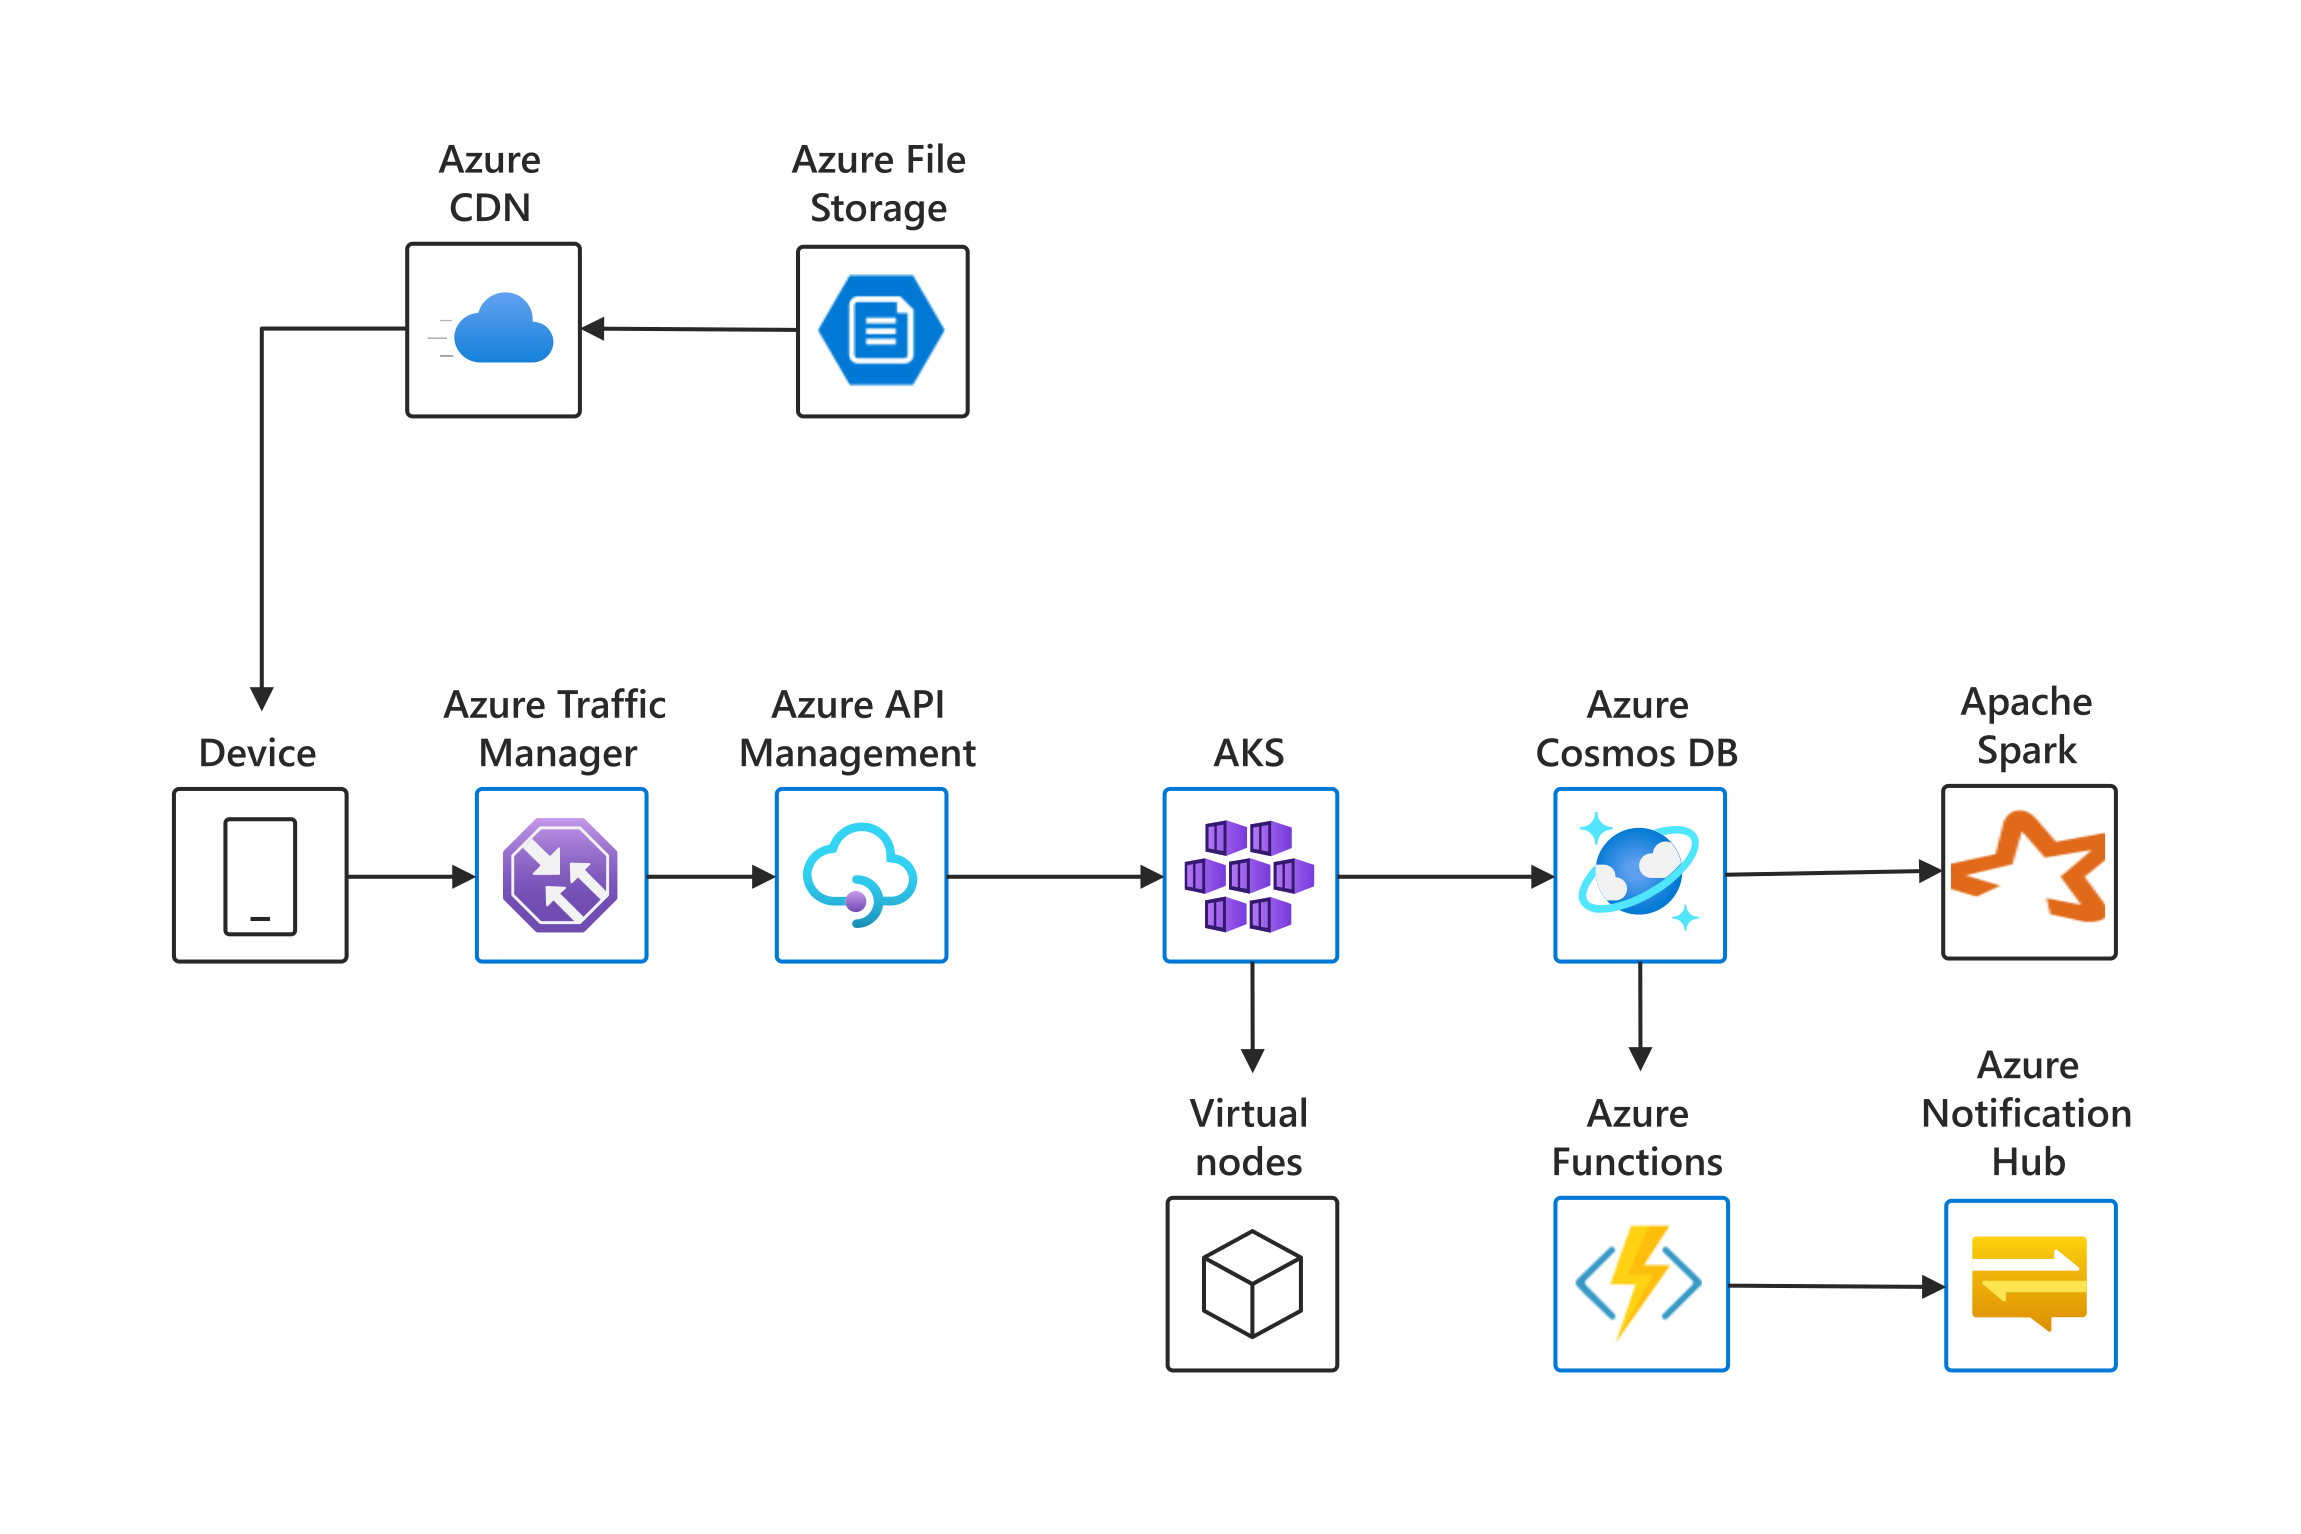 Azure
CDN
Azure File
Storage
Device
Azure Traffic
Manager
Azure API
Management
AKS
Azure
Cosmos DB
Apache
Spark
Virtual
nodes
Azure
Functions
Azure
Notification
Hub